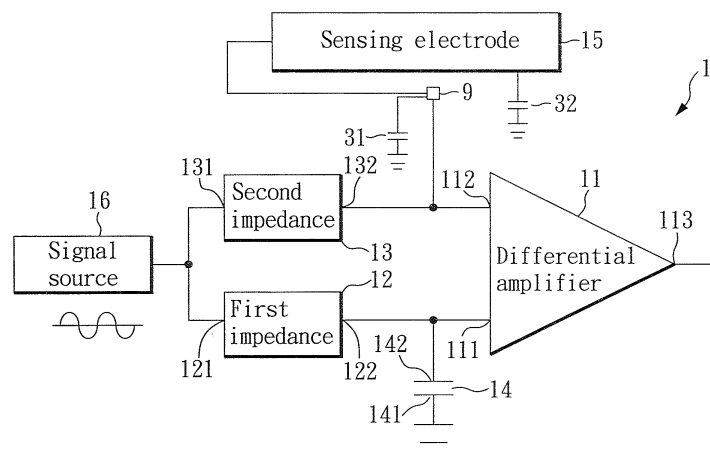 Sensing electrode
15
1
9
32
31
131
132
112
11
Second
impedance
113
16
Signal
source
13
12
Differential
amplifier
First
impedance
121
122
111
142
14
141